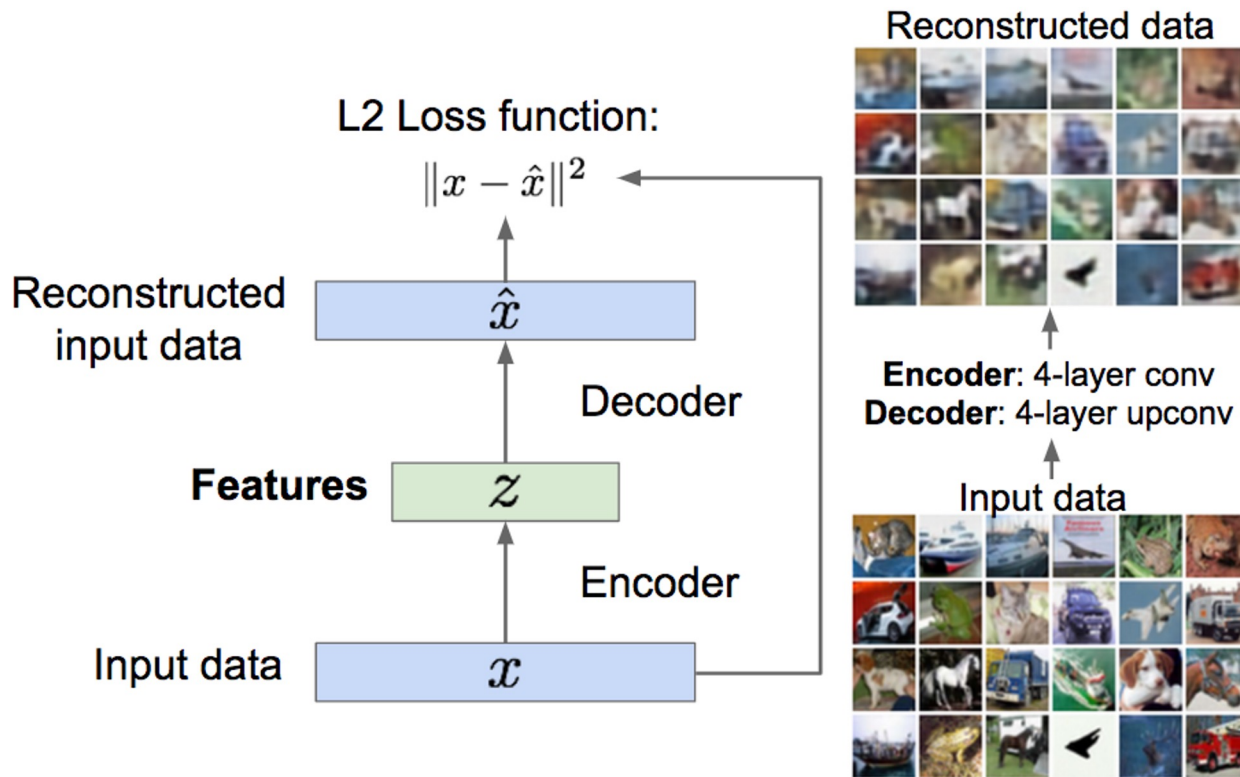 Reconstructed data
L2 Loss function:
‖x − x̂‖²
Reconstructed
input data
x̂
Encoder: 4-layer conv
Decoder: 4-layer upconv
Decoder
Features
z
Input data
Encoder
Input data
x